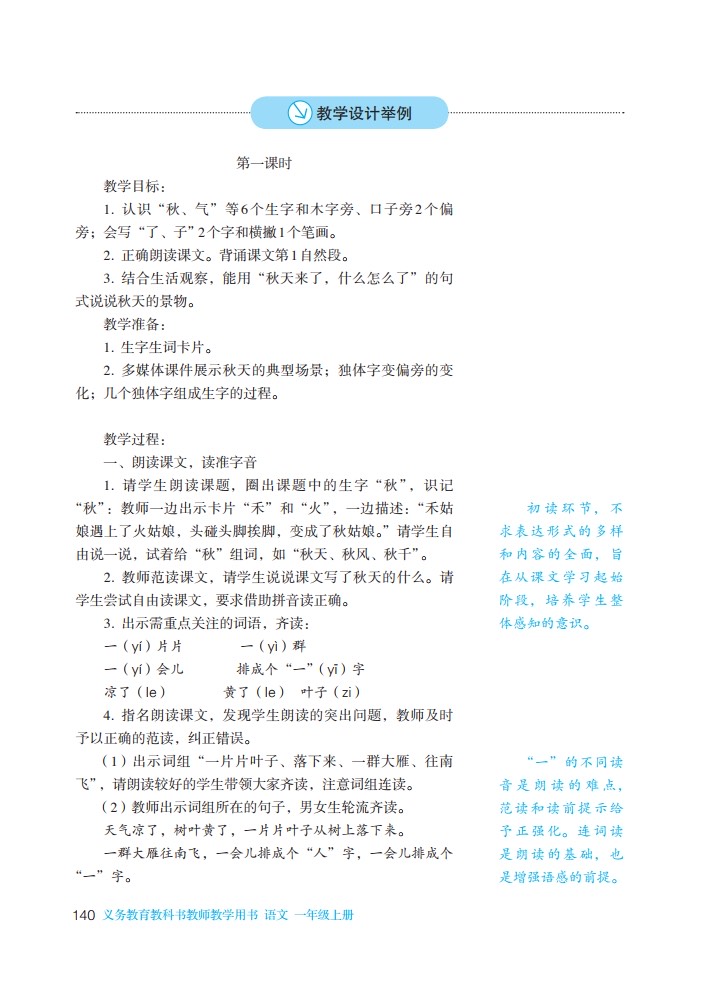 教学设计举例
第一课时
教学目标：
1. 认识“秋、气”等6个生字和木字旁、口子旁2个偏
旁；会写“了、子”2个字和横撇1个笔画。
2. 正确朗读课文。背诵课文第1自然段。
3. 结合生活观察，能用“秋天来了，什么怎么了”的句
式说说秋天的景物。
教学准备：
1. 生字生词卡片。
2. 多媒体课件展示秋天的典型场景；独体字变偏旁的变
化；几个独体字组成生字的过程。
教学过程：
一、朗读课文，读准字音
1. 请学生朗读课题，圈出课题中的生字“秋”，识记
“秋”：教师一边出示卡片“禾”和“火”，一边描述：“禾姑
娘遇上了火姑娘，头碰头脚挨脚，变成了秋姑娘。”请学生自
由说一说，试着给“秋”组词，如“秋天、秋风、秋千”。
2. 教师范读课文，请学生说说课文写了秋天的什么。请
学生尝试自由读课文，要求借助拼音读正确。
3. 出示需重点关注的词语，齐读：
一（yí）片片 一（yì）群
一（yí）会儿 排成个“一”（yī）字
凉了（le） 黄了（le） 叶子（zi）
4. 指名朗读课文，发现学生朗读的突出问题，教师及时
予以正确的范读，纠正错误。
（1）出示词组“一片片叶子、落下来、一群大雁、往南
飞”，请朗读较好的学生带领大家齐读，注意词组连读。
（2）教师出示词组所在的句子，男女生轮流齐读。
天气凉了，树叶黄了，一片片叶子从树上落下来。
一群大雁往南飞，一会儿排成个“人”字，一会儿排成个
“一”字。
初读环节，不
求表达形式的多样
和内容的全面，旨
在从课文学习起始
阶段，培养学生整
体感知的意识。
“一”的不同读
音是朗读的难点，
范读和读前提示给
予正强化。连词读
是朗读的基础，也
是增强语感的前提。
140 义务教育教科书教师教学用书 语文 一年级上册